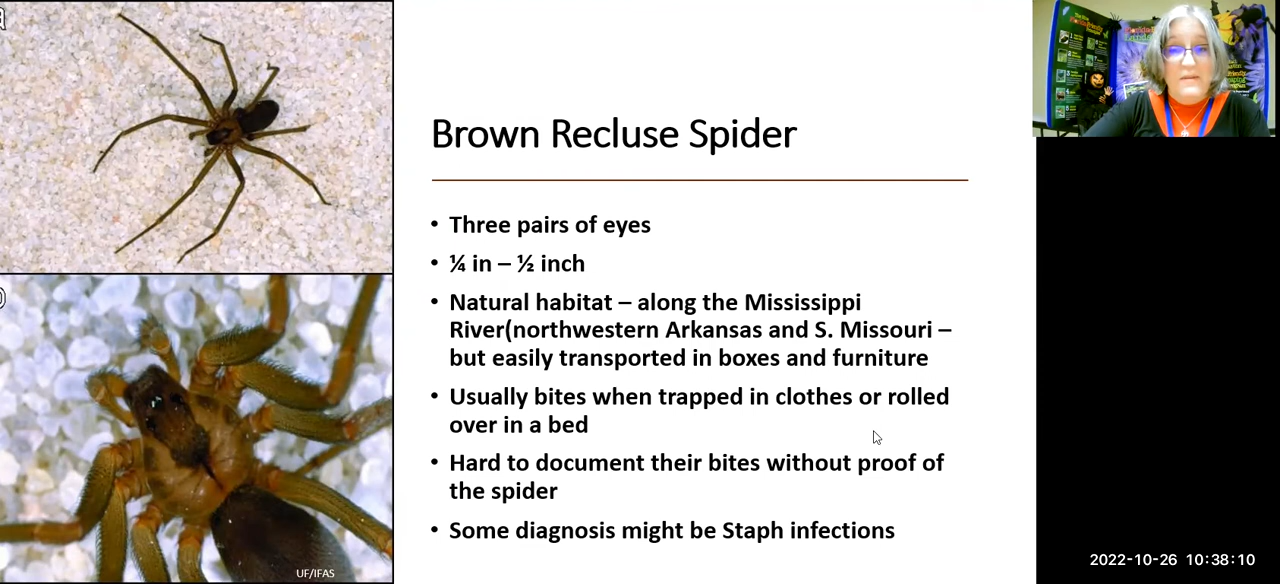 Brown Recluse Spider
• Three pairs of eyes
• ¼ in – ½ inch
• Natural habitat – along the Mississippi
River(northwestern Arkansas and S. Missouri –
but easily transported in boxes and furniture
• Usually bites when trapped in clothes or rolled
over in a bed
• Hard to document their bites without proof of
the spider
• Some diagnosis might be Staph infections
UF/IFAS
2022-10-26 10:38:10